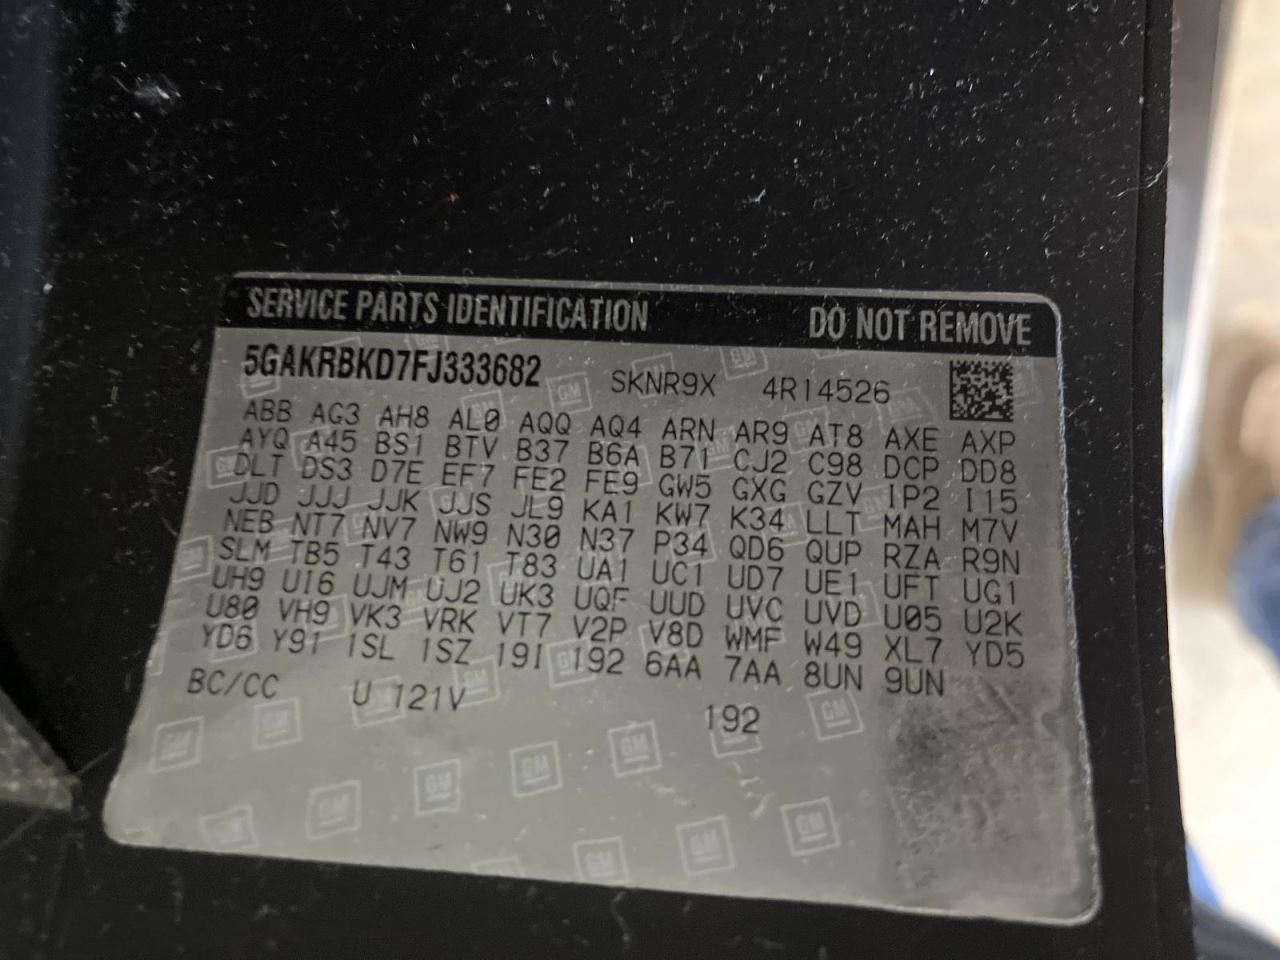 SERVICE PARTS IDENTIFICATION DO NOT REMOVE
5GAKRBKD7FJ333682 SKNR9X 4R14526
ABB AG3 AH8 AL0 AQQ AQ4 ARN AR9 AT8 AXE AXP
AYQ A45 BS1 BTV B37 B6A B71 CJ2 C98 DCP DD8
DLT DS3 D7E EF7 FE2 FE9 GW5 GXG GZV IP2 I15
JJD JJJ JJK JJS JL9 KA1 KW7 K34 LLT MAH M7V
NEB NT7 NV7 NW9 N30 N37 P34 QD6 QUP RZA R9N
SLM TB5 T43 T61 T83 UA1 UC1 UD7 UE1 UFT UG1
UH9 UI6 UJM UJ2 UK3 UQF UUD UVC UVD U05 U2K
U80 VH9 VK3 VRK VT7 V2P V8D WMF W49 XL7 YD5
YD6 Y91 1SL 1SZ 19I 192 6AA 7AA 8UN 9UN
BC/CC U 121V 192